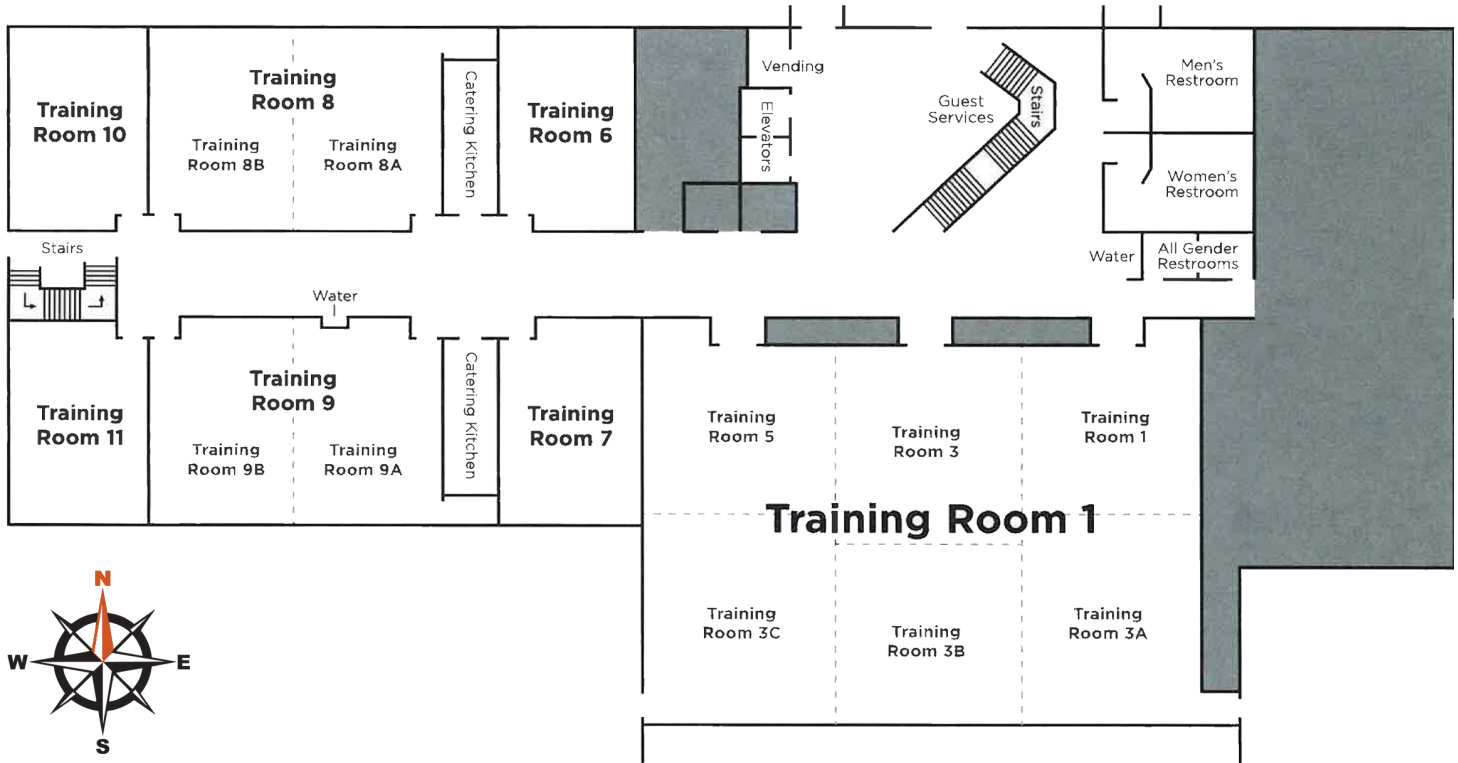 Training
Room 10
Training
Room 8
Training
Room 8B
Training
Room 8A
Catering Kitchen
Training
Room 6
Vending
Elevators
Guest
Services
Stairs
Men's
Restroom
Women's
Restroom
Water
All Gender
Restrooms
Stairs
Water
Training
Room 11
Training
Room 9
Training
Room 9B
Training
Room 9A
Catering Kitchen
Training
Room 7
Training
Room 5
Training
Room 3
Training
Room 1
Training Room 1
Training
Room 3C
Training
Room 3B
Training
Room 3A
N
W
E
S